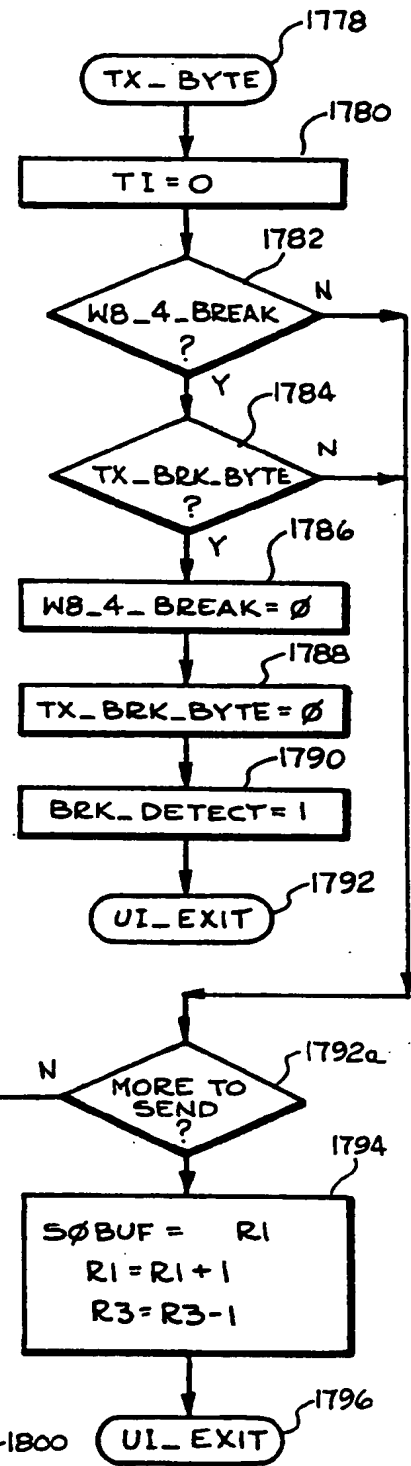 1778
TX_BYTE
1780
TI=0
1782
W8_4_BREAK
?
N
Y
1784
TX_BRK_BYTE
?
N
Y
1786
W8_4_BREAK=Ø
1788
TX_BRK_BYTE=Ø
1790
BRK_DETECT=1
1792
UI_EXIT
1792a
N
MORE TO
SEND
?
1794
SØBUF = R1
R1=R1+1
R3=R3-1
1796
1800
UI_EXIT